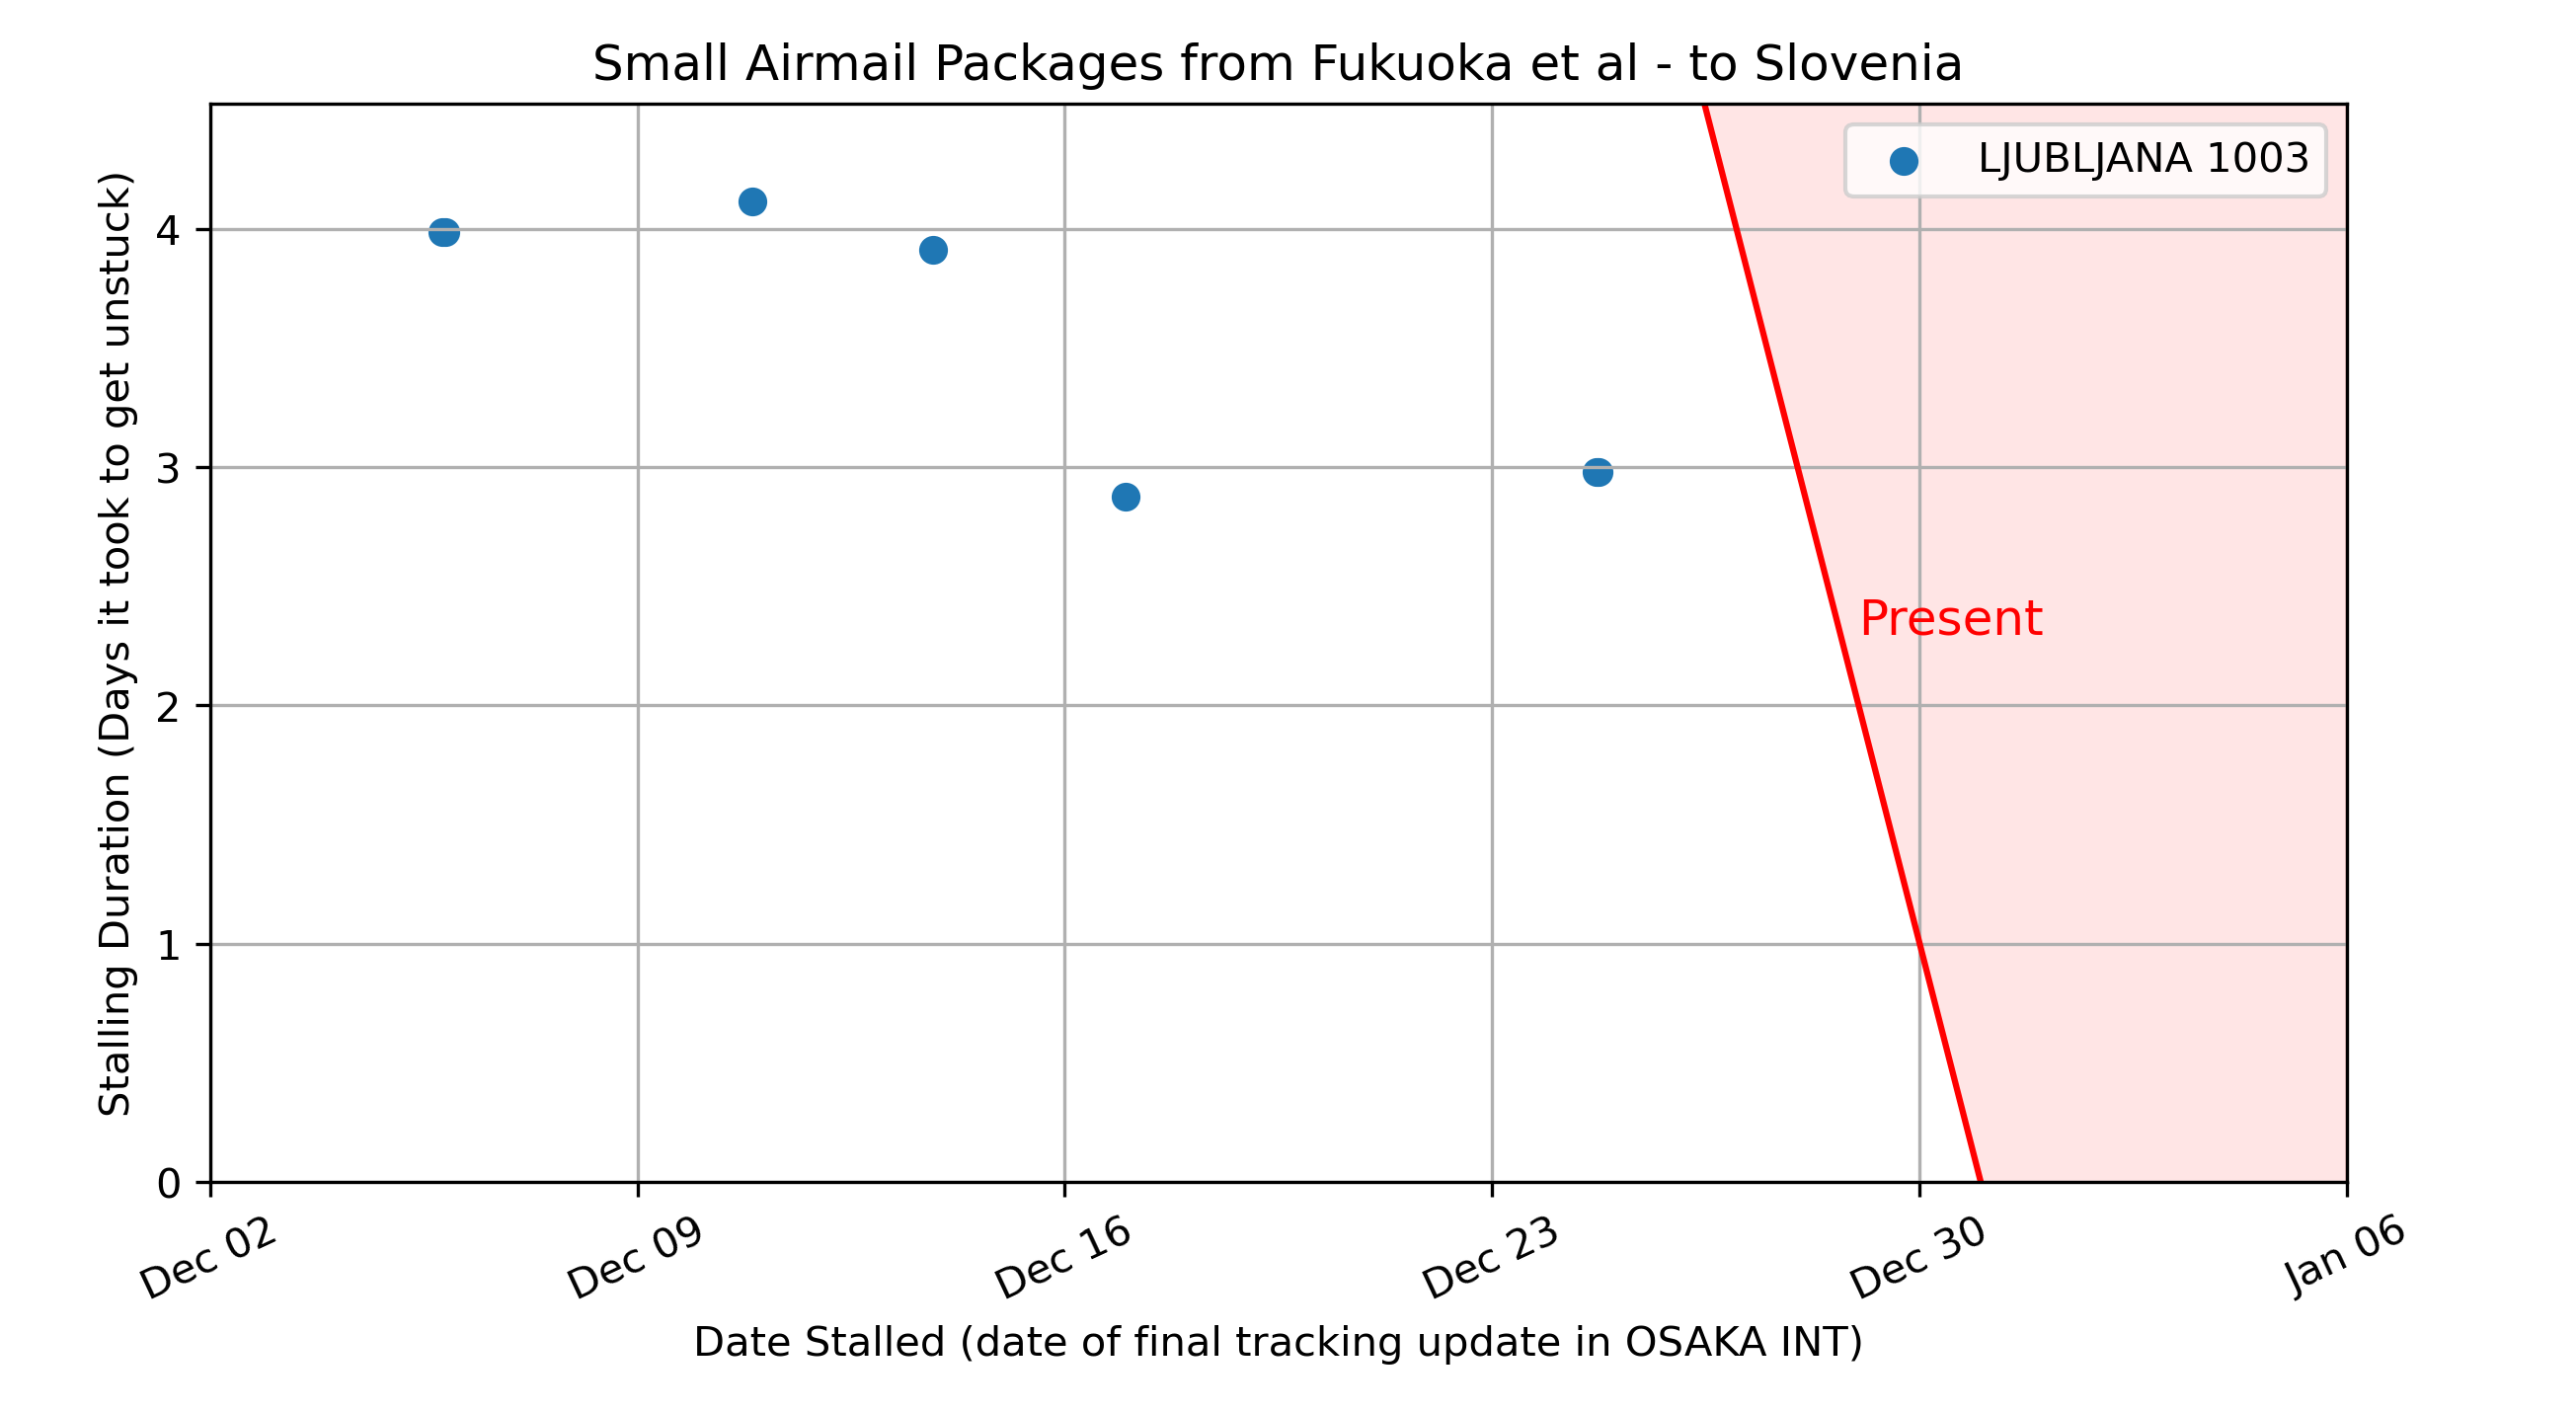 Small Airmail Packages from Fukuoka et al - to Slovenia
LJUBLJANA 1003
Stalling Duration (Days it took to get unstuck)
4
3
2
1
0
Present
Dec 02
Dec 09
Dec 16
Dec 23
Dec 30
Jan 06
Date Stalled (date of final tracking update in OSAKA INT)